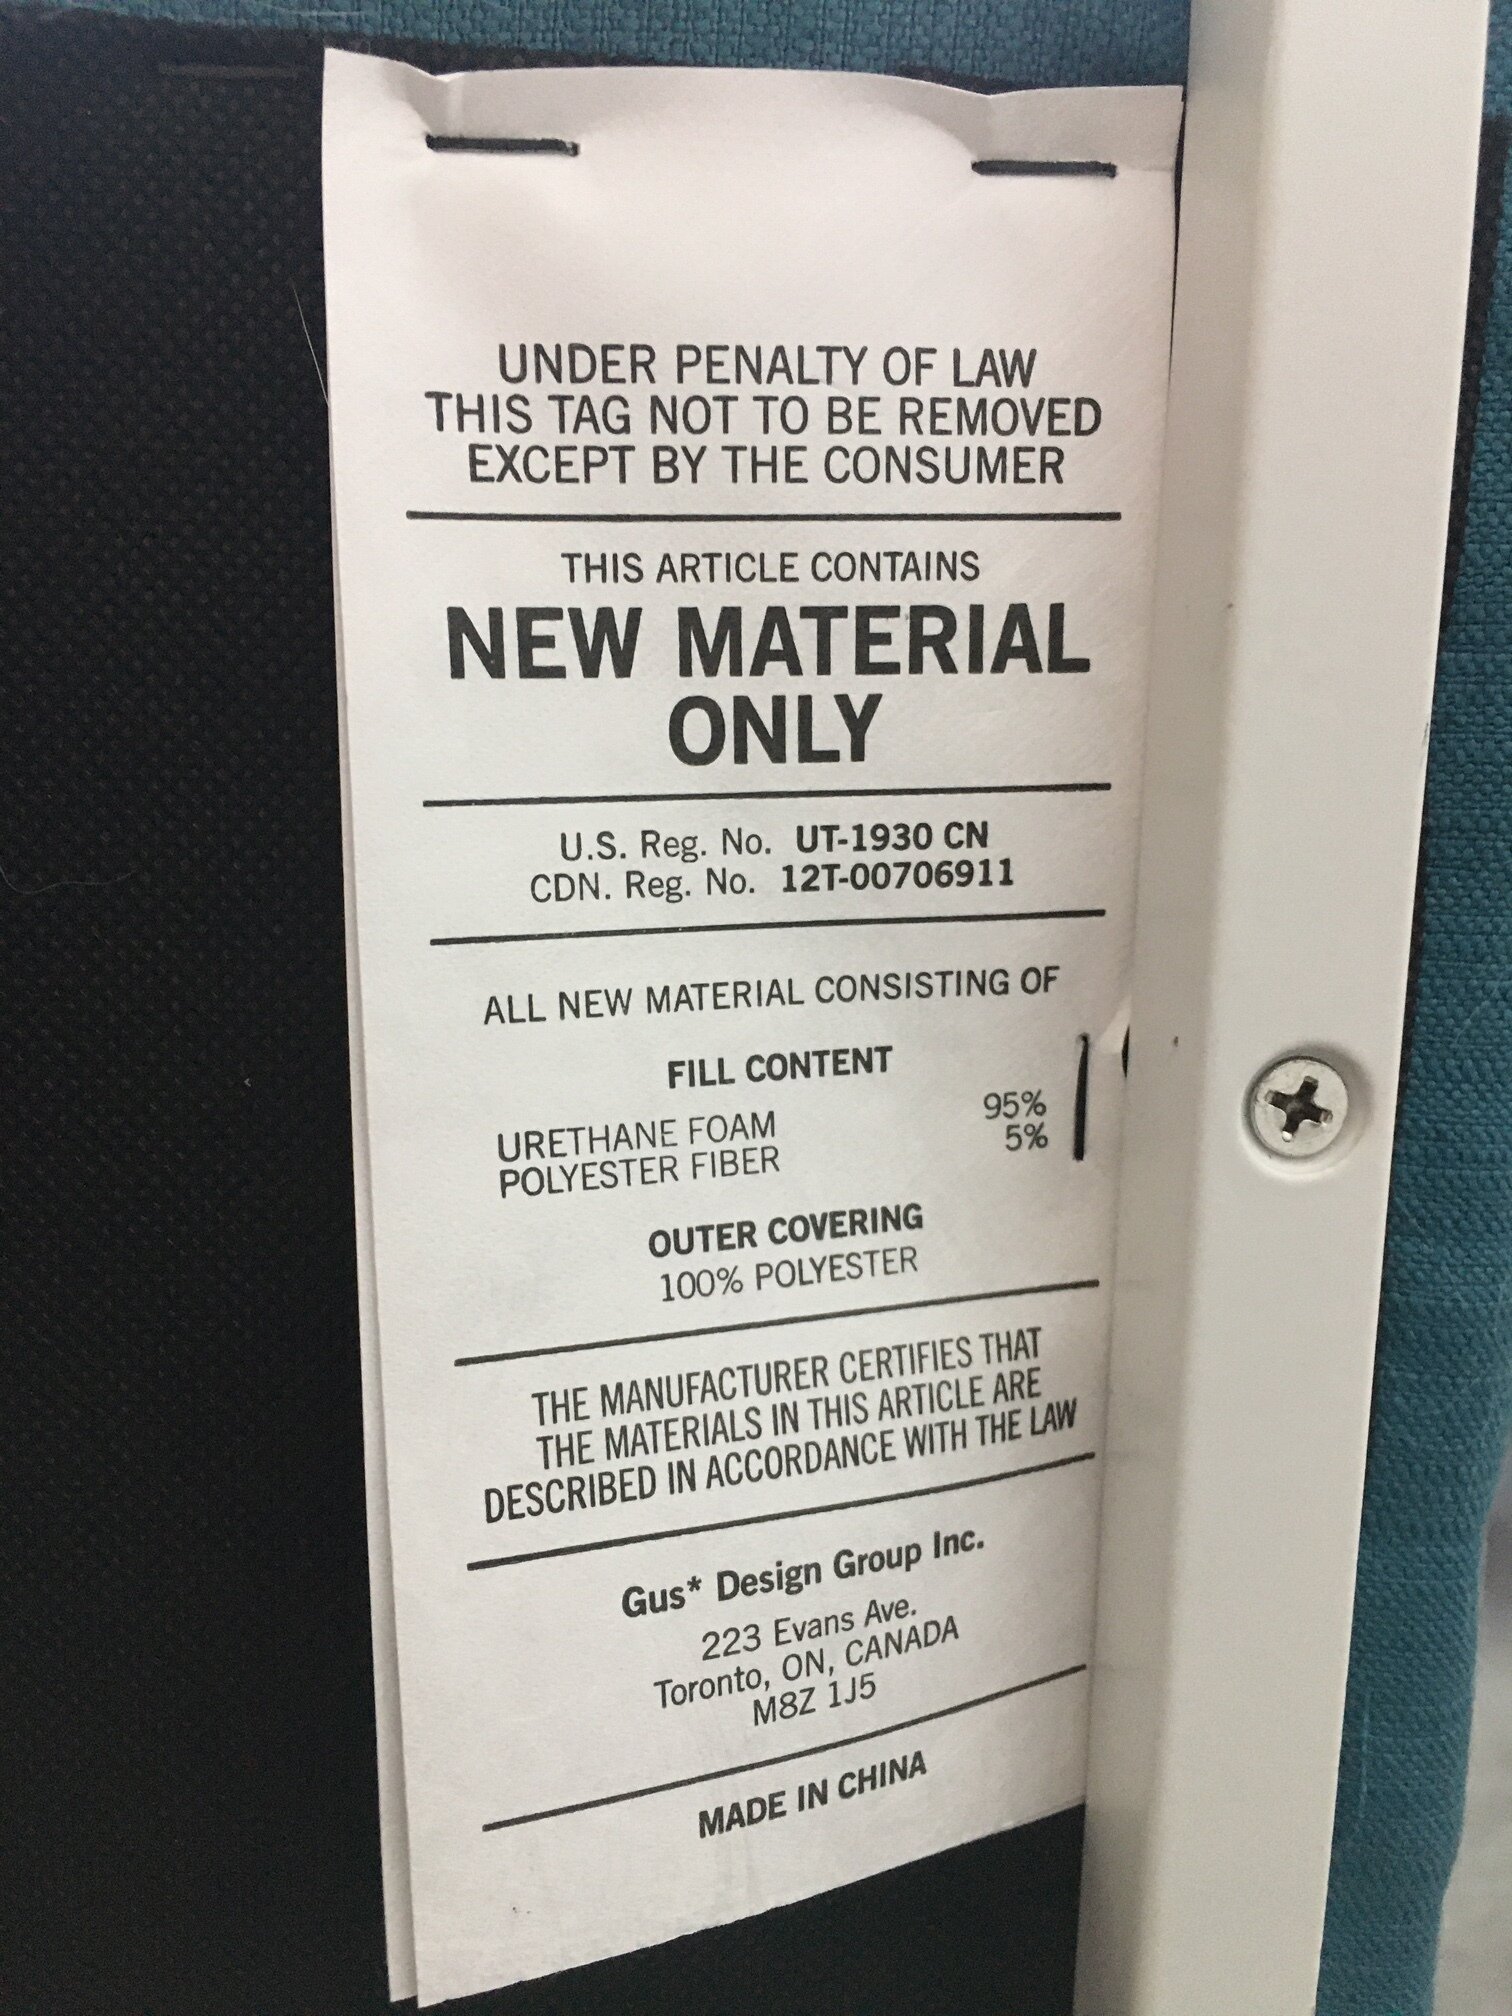 UNDER PENALTY OF LAW
THIS TAG NOT TO BE REMOVED
EXCEPT BY THE CONSUMER
THIS ARTICLE CONTAINS
NEW MATERIAL
ONLY
U.S. Reg. No. UT-1930 CN
CDN. Reg. No. 12T-00706911
ALL NEW MATERIAL CONSISTING OF
FILL CONTENT
URETHANE FOAM 95%
POLYESTER FIBER 5%
OUTER COVERING
100% POLYESTER
THE MANUFACTURER CERTIFIES THAT
THE MATERIALS IN THIS ARTICLE ARE
DESCRIBED IN ACCORDANCE WITH THE LAW
Gus* Design Group Inc.
223 Evans Ave.
Toronto, ON, CANADA
M8Z 1J5
MADE IN CHINA